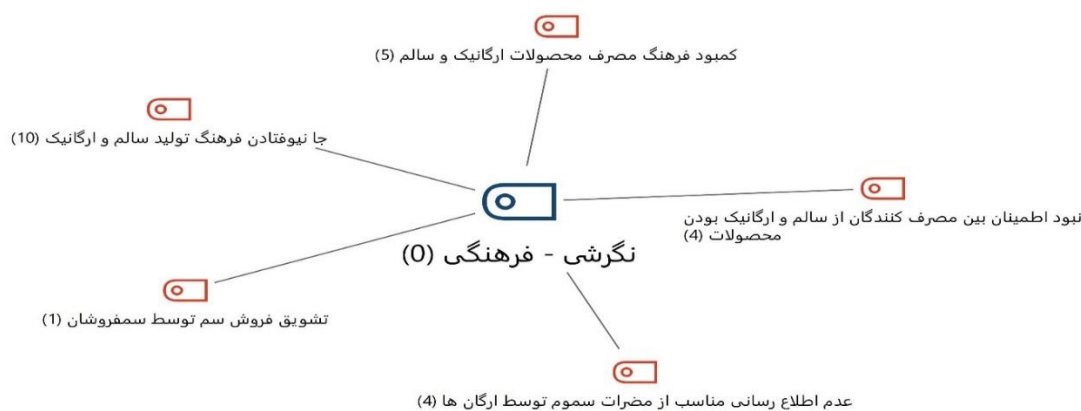 کمبود فرهنگ مصرف محصولات ارگانیک و سالم (5)
جا نیوفتادن فرهنگ تولید سالم و ارگانیک (10)
نبود اطمینان بین مصرف کنندگان از سالم و ارگانیک بودن
محصولات (4)
نگرشی - فرهنگی (0)
تشویق فروش سم توسط سمفروشان (1)
عدم اطلاع رسانی مناسب از مضرات سموم توسط ارگان ها (4)